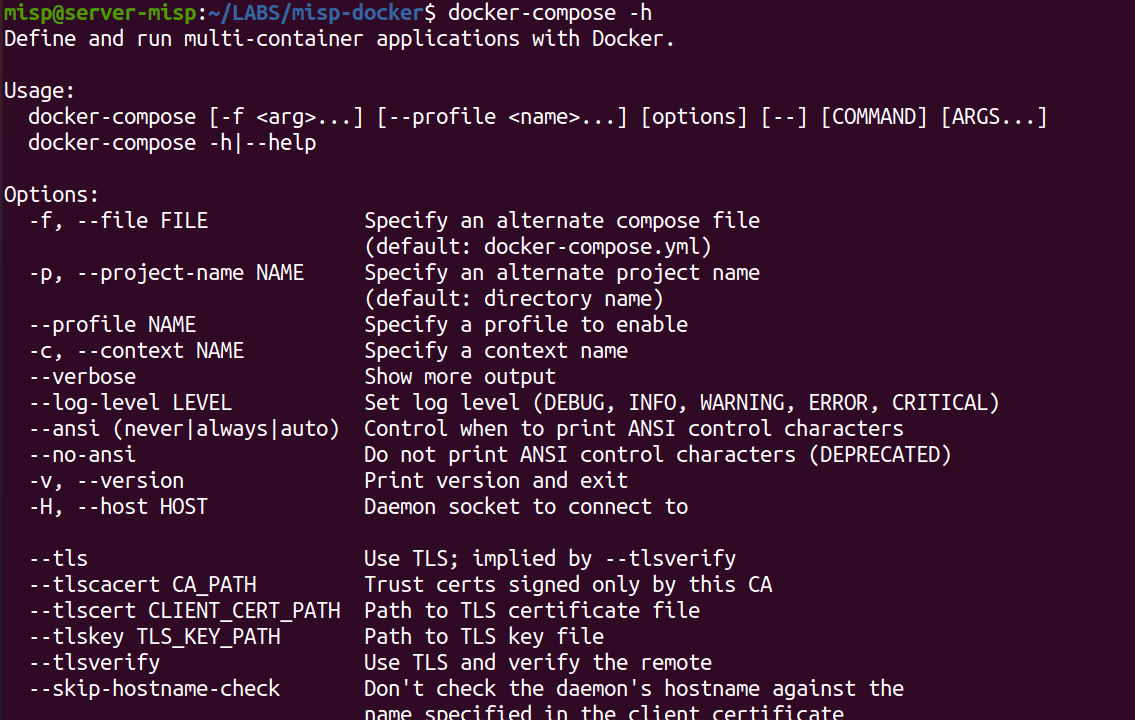 misp@server-misp:~/LABS/misp-docker$ docker-compose -h
Define and run multi-container applications with Docker.

Usage:
  docker-compose [-f <arg>...] [--profile <name>...] [options] [--] [COMMAND] [ARGS...]
  docker-compose -h|--help

Options:
  -f, --file FILE             Specify an alternate compose file
                              (default: docker-compose.yml)
  -p, --project-name NAME     Specify an alternate project name
                              (default: directory name)
  --profile NAME              Specify a profile to enable
  -c, --context NAME          Specify a context name
  --verbose                   Show more output
  --log-level LEVEL           Set log level (DEBUG, INFO, WARNING, ERROR, CRITICAL)
  --ansi (never|always|auto)  Control when to print ANSI control characters
  --no-ansi                   Do not print ANSI control characters (DEPRECATED)
  -v, --version               Print version and exit
  -H, --host HOST             Daemon socket to connect to

  --tls                       Use TLS; implied by --tlsverify
  --tlscacert CA_PATH         Trust certs signed only by this CA
  --tlscert CLIENT_CERT_PATH  Path to TLS certificate file
  --tlskey TLS_KEY_PATH       Path to TLS key file
  --tlsverify                 Use TLS and verify the remote
  --skip-hostname-check       Don't check the daemon's hostname against the
                              name specified in the client certificate